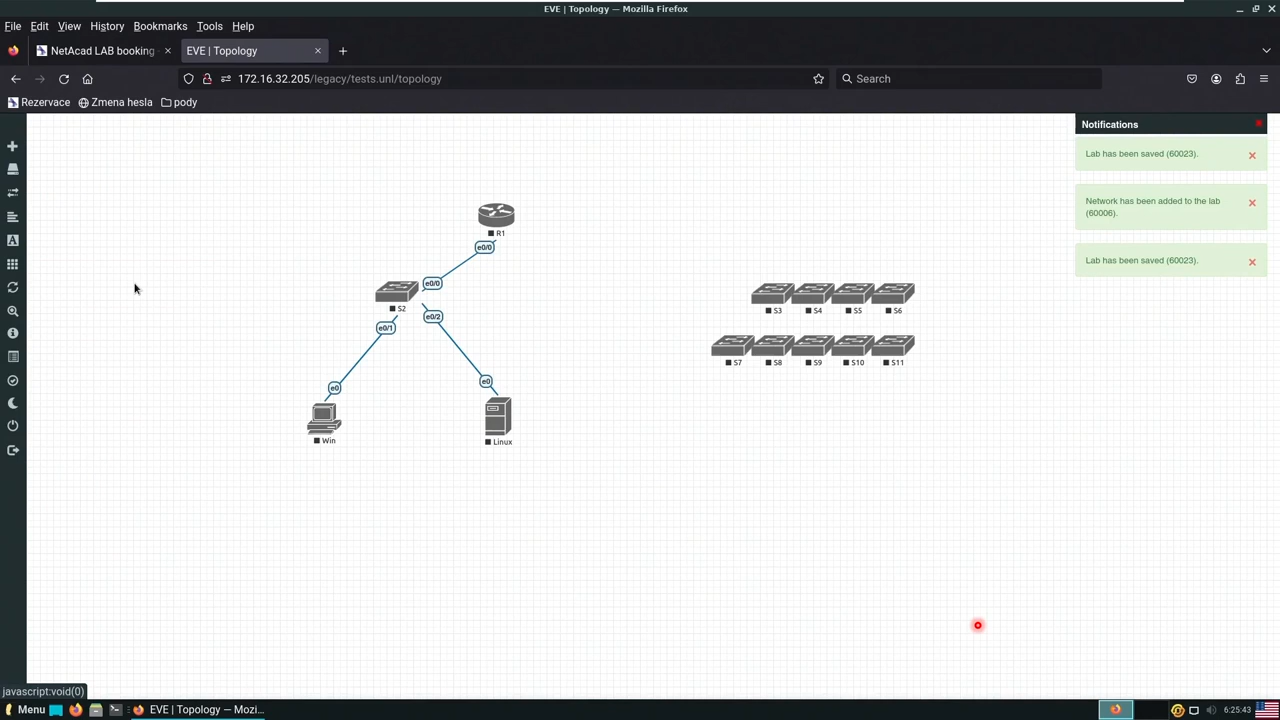 EVE | Topology — Mozilla Firefox
File Edit View History Bookmarks Tools Help
NetAcad LAB booking
EVE | Topology
172.16.32.205/legacy/tests.unl/topology
Search
Rezervace Zmena hesla pody
Notifications
Lab has been saved (60023).
Network has been added to the lab
(60006).
Lab has been saved (60023).
R1
e0/0
e0/0
S2
e0/2
e0/1
e0
e0
Win
Linux
S3 S4 S5 S6
S7 S8 S9 S10 S11
javascript:void(0)
Menu
EVE | Topology — Mozi...
6:25:43